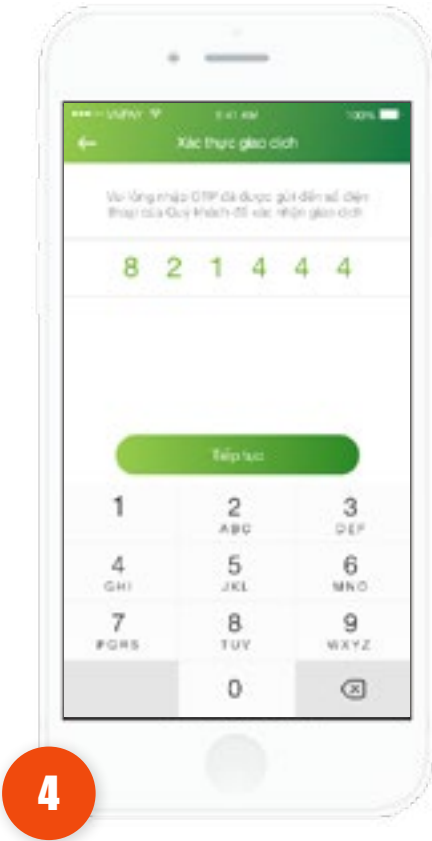 9:41 AM 100%
Xác thực giao dịch
Vui lòng nhập OTP đã được gửi đến số điện
thoại của Quý khách để xác nhận giao dịch
8 2 1 4 4 4
Tiếp tục
1 2 3
ABC DEF
4 5 6
GHI JKL MNO
7 8 9
PQRS TUV WXYZ
0
4